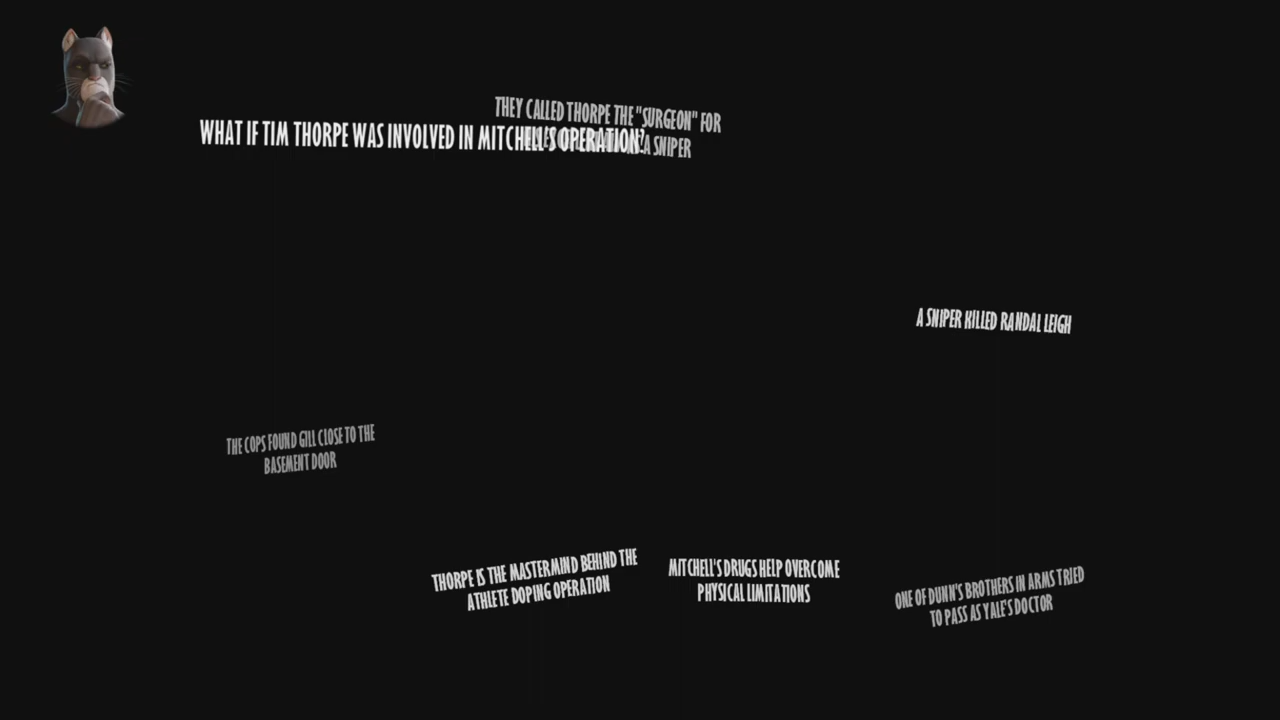 THEY CALLED THORPE THE "SURGEON" FOR
A SNIPER
WHAT IF TIM THORPE WAS INVOLVED IN MITCHELL'S OPERATION?
A SNIPER KILLED RANDAL LEIGH
THE COPS FOUND GILL CLOSE TO THE
BASEMENT DOOR
THORPE IS THE MASTERMIND BEHIND THE
ATHLETE DOPING OPERATION
MITCHELL'S DRUGS HELP OVERCOME
PHYSICAL LIMITATIONS
ONE OF DUNN'S BROTHERS IN ARMS TRIED
TO PASS AS YALE'S DOCTOR